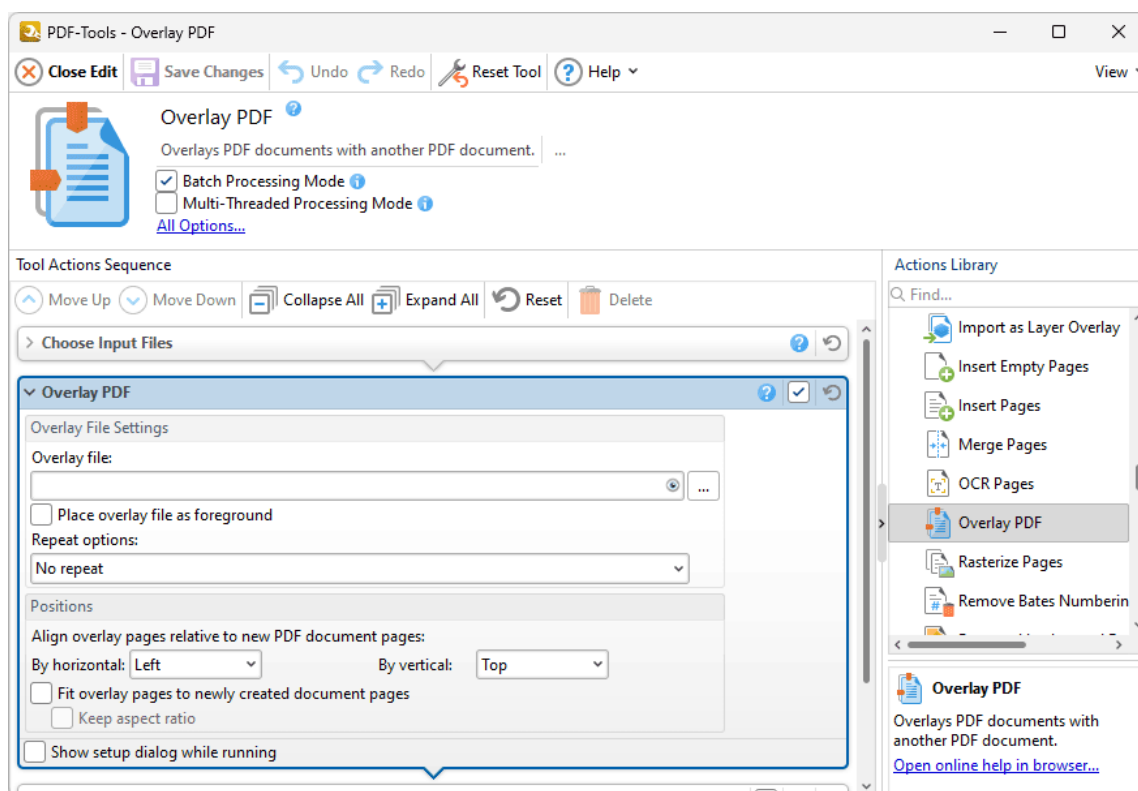 PDF-Tools - Overlay PDF
Close Edit Save Changes Undo Redo Reset Tool Help View
Overlay PDF
Overlays PDF documents with another PDF document. ...
Batch Processing Mode
Multi-Threaded Processing Mode
All Options...
Tool Actions Sequence
Move Up Move Down Collapse All Expand All Reset Delete
Choose Input Files
Overlay PDF
Overlay File Settings
Overlay file:
...
Place overlay file as foreground
Repeat options:
No repeat
Positions
Align overlay pages relative to new PDF document pages:
By horizontal: Left By vertical: Top
Fit overlay pages to newly created document pages
Keep aspect ratio
Show setup dialog while running
Actions Library
Find...
Import as Layer Overlay
Insert Empty Pages
Insert Pages
Merge Pages
OCR Pages
Overlay PDF
Rasterize Pages
Remove Bates Numberin
Overlay PDF
Overlays PDF documents with
another PDF document.
Open online help in browser...